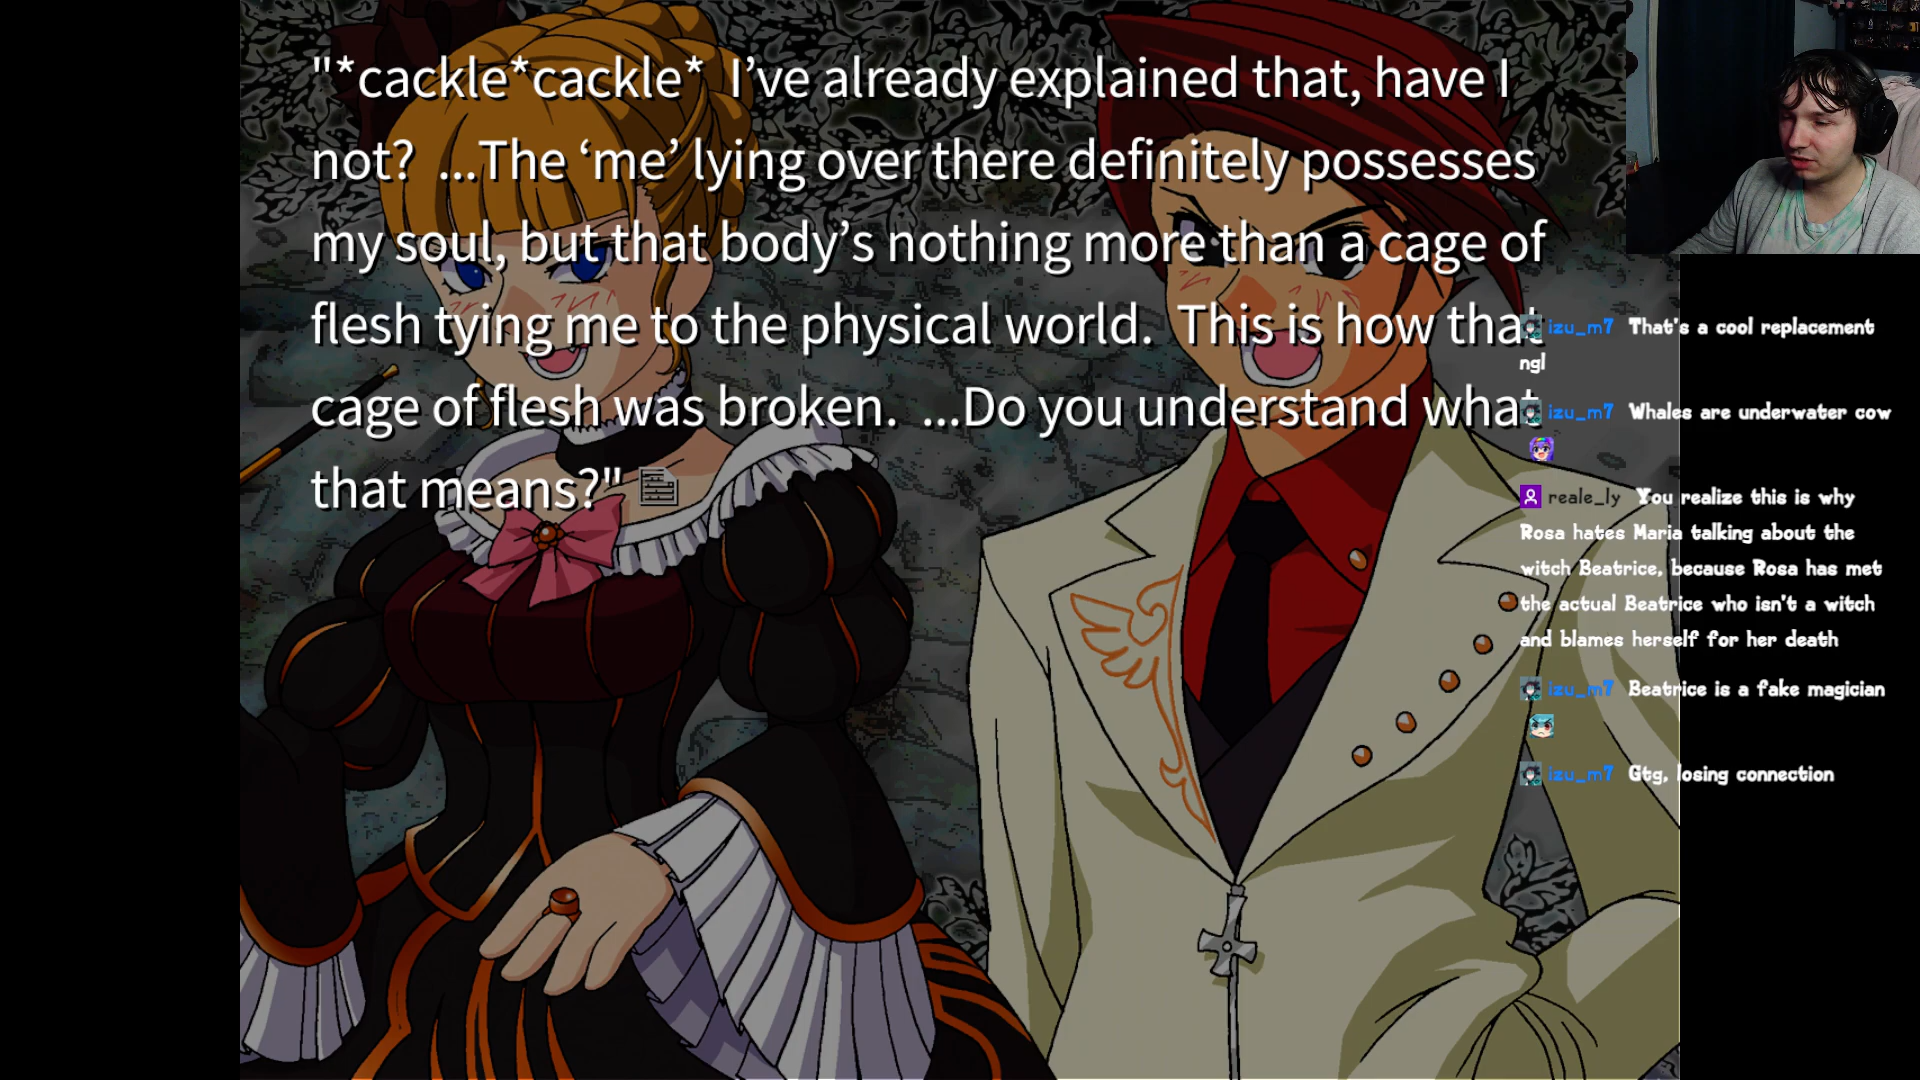 "*cackle*cackle*  I’ve already explained that, have I
not?  ...The ‘me’ lying over there definitely possesses
my soul, but that body’s nothing more than a cage of
flesh tying me to the physical world.  This is how that
cage of flesh was broken.  ...Do you understand what
that means?"
izu_m7 That's a cool replacement
ngl
izu_m7 Whales are underwater cow
reale_ly You realize this is why
Rosa hates Maria talking about the
witch Beatrice, because Rosa has met
the actual Beatrice who isn't a witch
and blames herself for her death
izu_m7 Beatrice is a fake magician
izu_m7 Gtg, losing connection